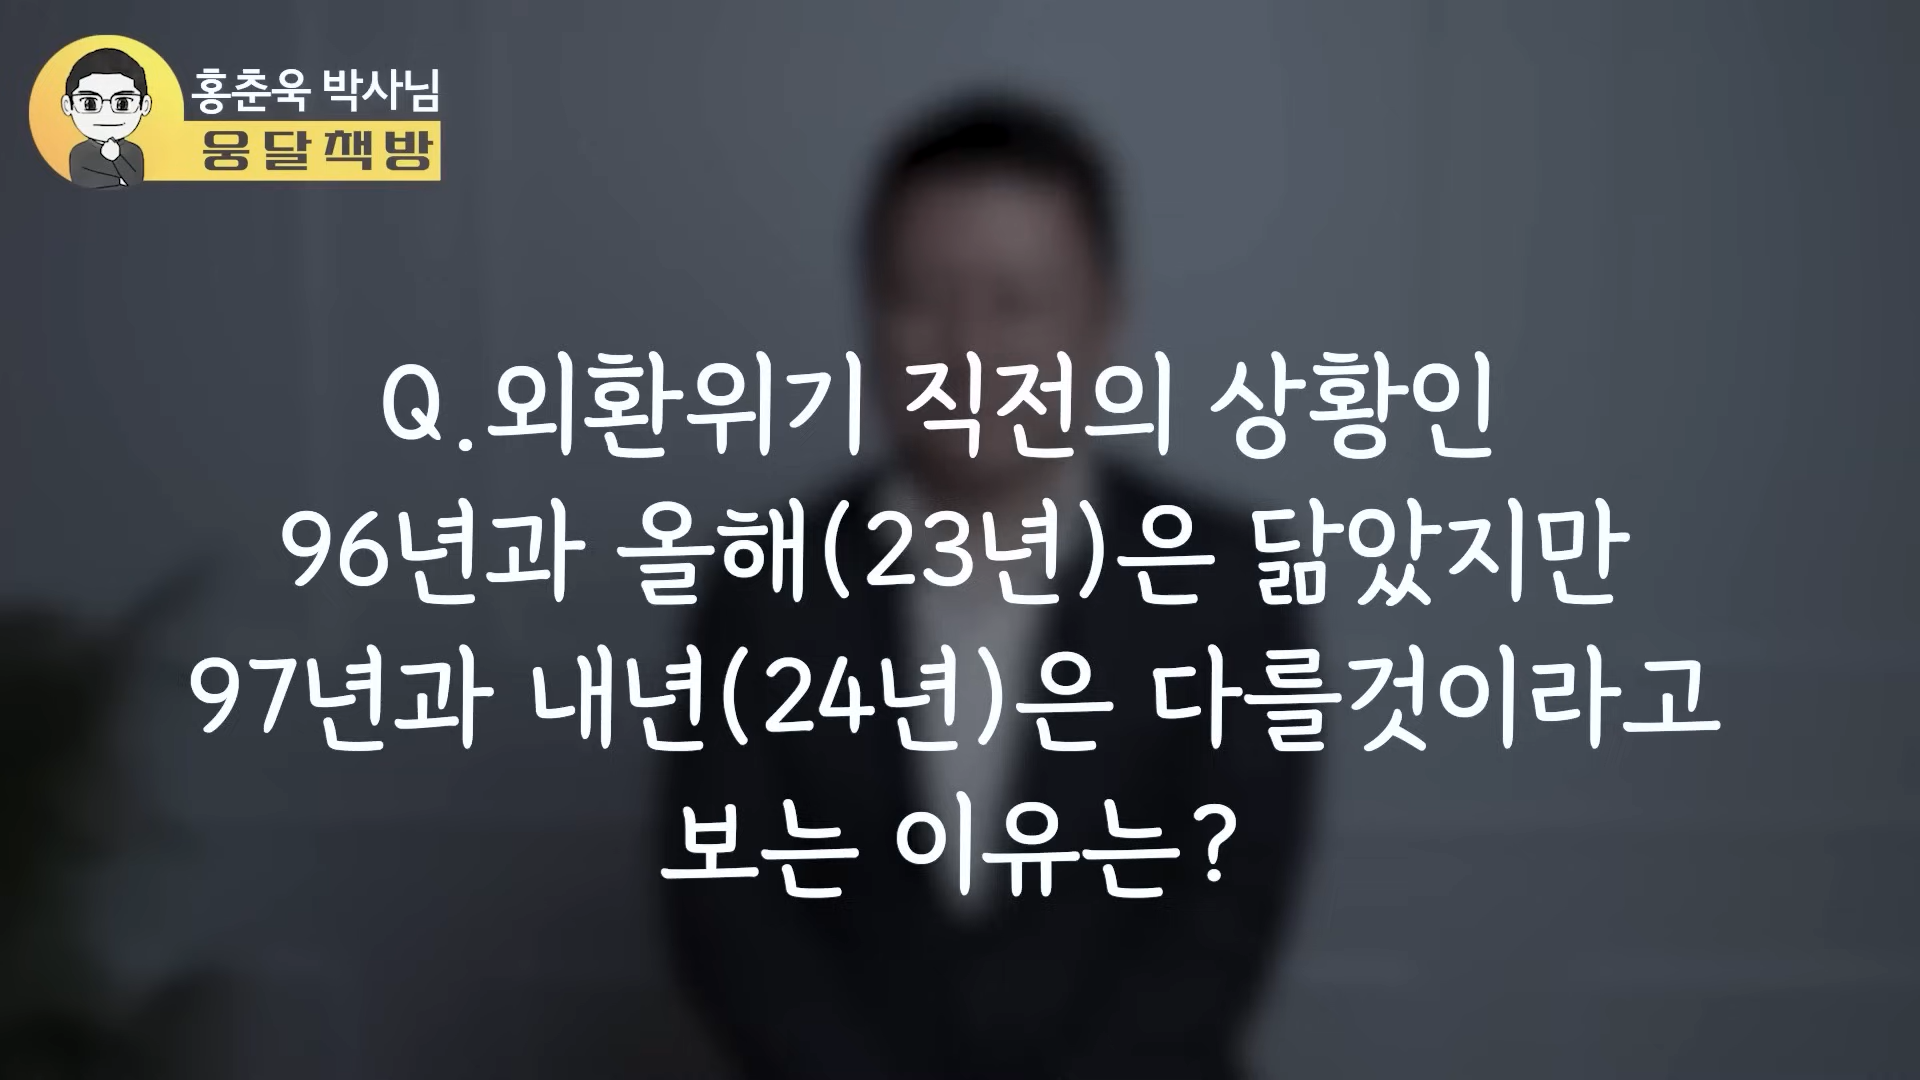 홍춘욱 박사님
웅달책방
Q.외환위기 직전의 상황인
96년과 올해(23년)은 닮았지만
97년과 내년(24년)은 다를것이라고
보는 이유는?